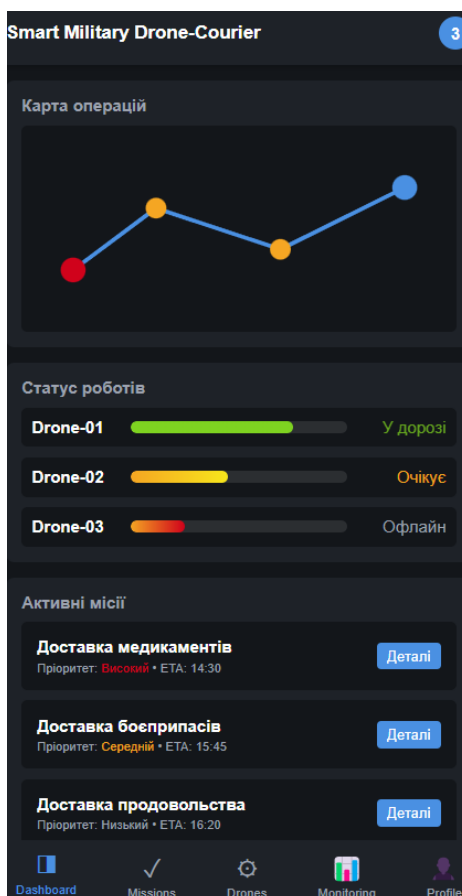 Smart Military Drone-Courier
3
Карта операцій
Статус роботів
Drone-01 У дорозі
Drone-02 Очікує
Drone-03 Офлайн
Активні місії
Доставка медикаментів
Пріоритет: Високий • ETA: 14:30
Деталі
Доставка боєприпасів
Пріоритет: Середній • ETA: 15:45
Деталі
Доставка продовольства
Пріоритет: Низький • ETA: 16:20
Деталі
Dashboard Missions Drones Monitoring Profile